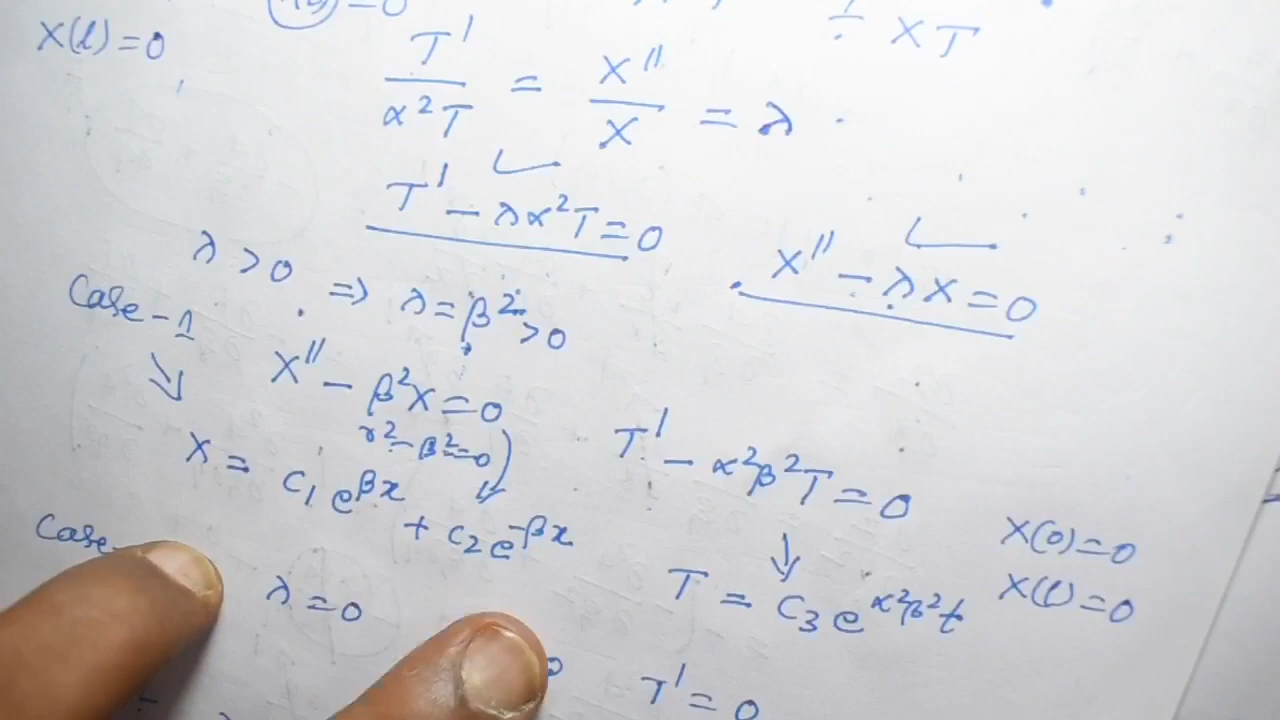 X(l) = 0
÷ XT
T' / α²T = X'' / X = λ
T' - λα²T = 0
X'' - λX = 0
Case-1 λ > 0 ⇒ λ = β² > 0
X'' - β²X = 0
r² - β² = 0
X = C₁e^βx + C₂e^-βx
T' - α²β²T = 0
T = C₃e^α²β²t
X(0) = 0
X(l) = 0
Case-
λ = 0
T' = 0